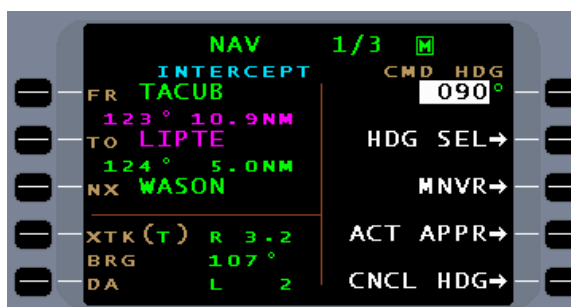 NAV 1/3 M
INTERCEPT CMD HDG
FR TACUB 090°
123° 10.9NM
TO LIPTE HDG SEL→
124° 5.0NM
NX WASON MNVR→
XTK(T) R 3.2 ACT APPR→
BRG 107°
DA L 2 CNCL HDG→